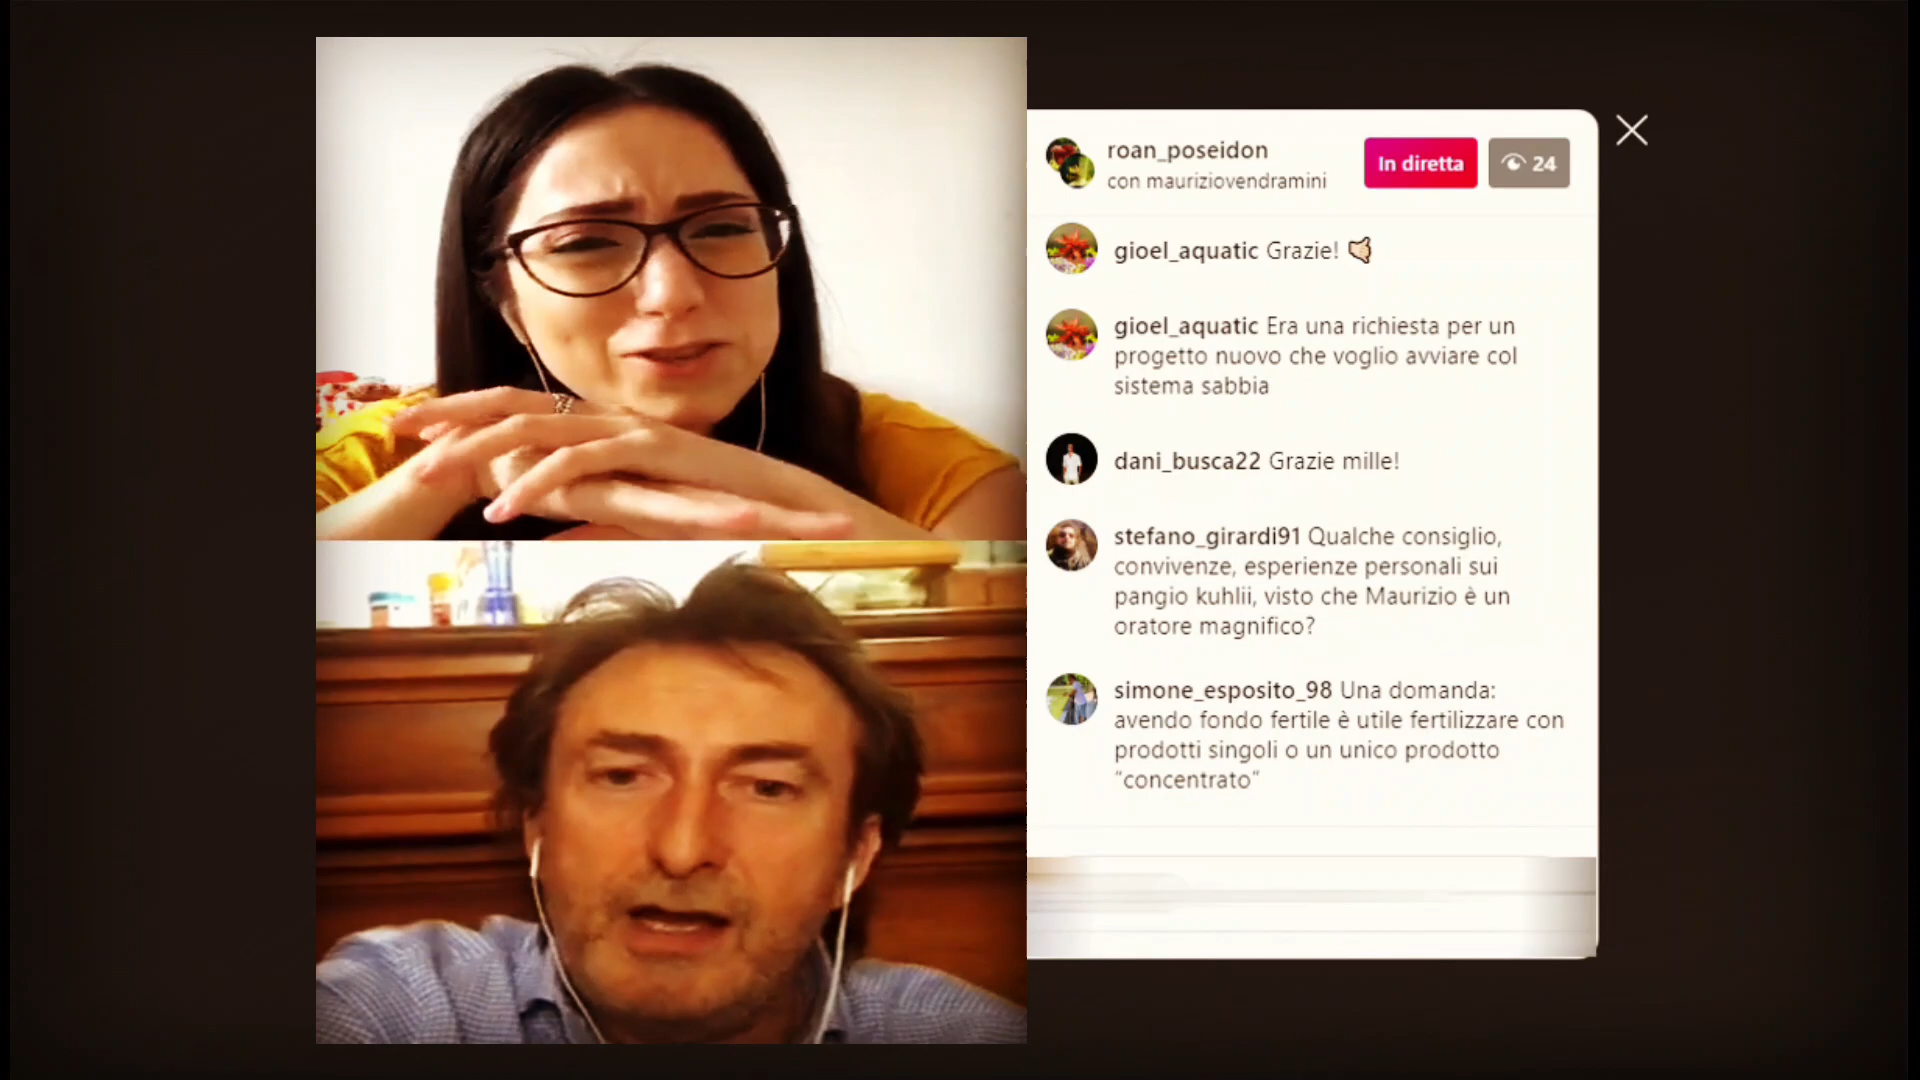 roan_poseidon
con mauriziovendramini
In diretta
24
gioel_aquatic Grazie!
gioel_aquatic Era una richiesta per un
progetto nuovo che voglio avviare col
sistema sabbia
dani_busca22 Grazie mille!
stefano_girardi91 Qualche consiglio,
convivenze, esperienze personali sui
pangio kuhlii, visto che Maurizio è un
oratore magnifico?
simone_esposito_98 Una domanda:
avendo fondo fertile è utile fertilizzare con
prodotti singoli o un unico prodotto
“concentrato”